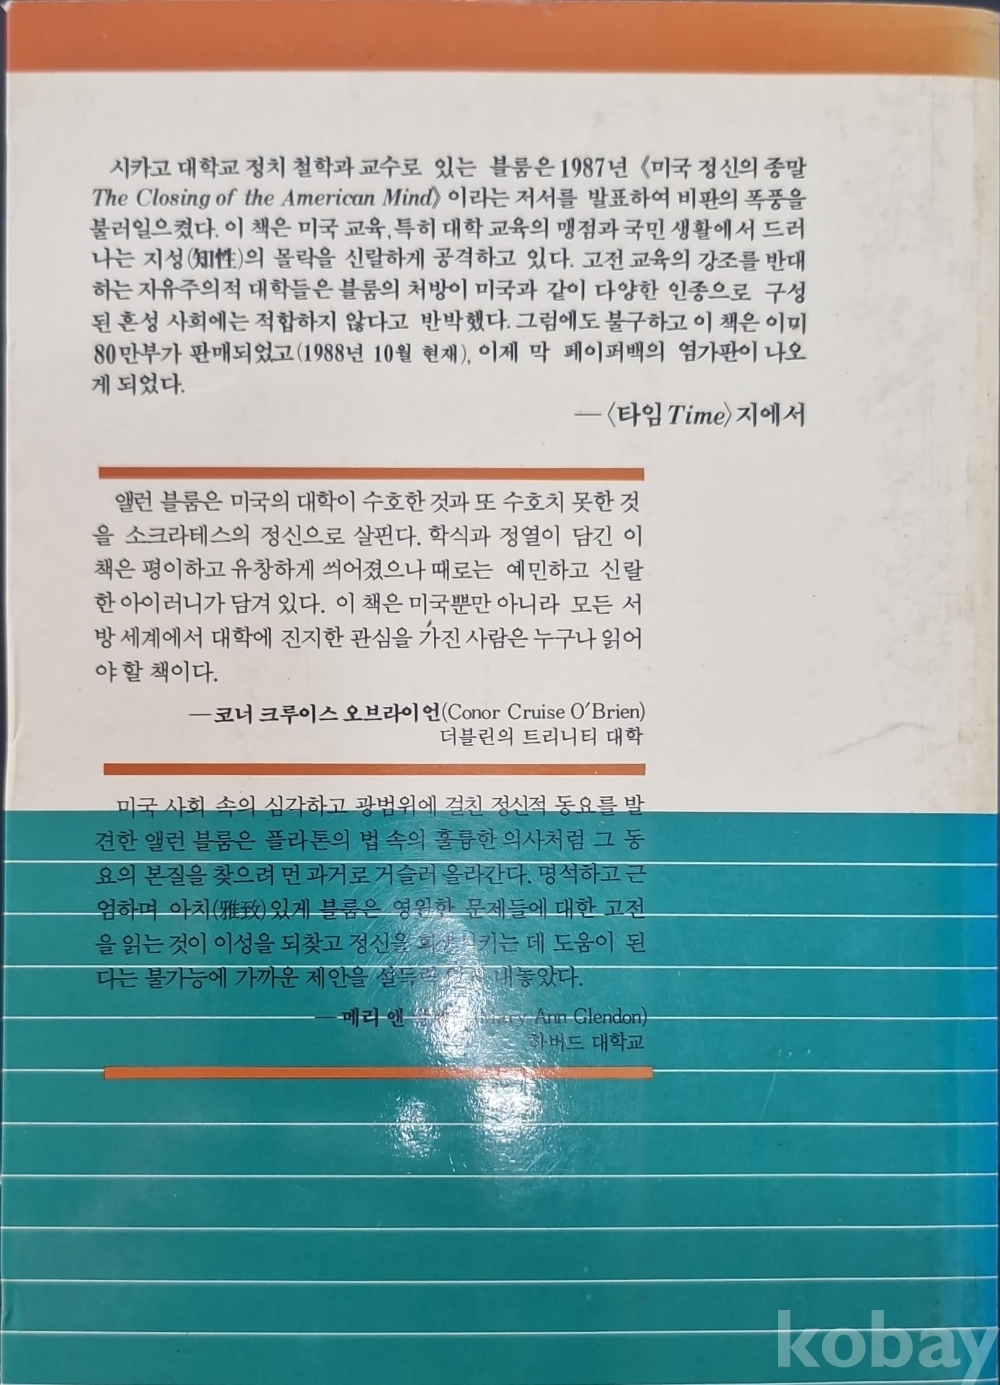 시카고 대학교 정치 철학과 교수로 있는 블룸은 1987년 《미국 정신의 종말
The Closing of the American Mind》이라는 저서를 발표하여 비판의 폭풍을
불러일으켰다. 이 책은 미국 교육, 특히 대학 교육의 맹점과 국민 생활에서 드러
나는 지성(知性)의 몰락을 신랄하게 공격하고 있다. 고전 교육의 강조를 반대
하는 자유주의적 대학들은 블룸의 처방이 미국과 같이 다양한 인종으로 구성
된 혼성 사회에는 적합하지 않다고 반박했다. 그럼에도 불구하고 이 책은 이미
80만부가 판매되었고(1988년 10월 현재), 이제 막 페이퍼백의 염가판이 나오
게 되었다.
—〈타임 Time〉지에서
앨런 블룸은 미국의 대학이 수호한 것과 또 수호치 못한 것
을 소크라테스의 정신으로 살핀다. 학식과 정열이 담긴 이
책은 평이하고 유창하게 씌어졌으나 때로는 예민하고 신랄
한 아이러니가 담겨 있다. 이 책은 미국뿐만 아니라 모든 서
방 세계에서 대학에 진지한 관심을 가진 사람은 누구나 읽어
야 할 책이다.
—코너 크루이스 오브라이언(Conor Cruise O'Brien)
더블린의 트리니티 대학
미국 사회 속의 심각하고 광범위에 걸친 정신적 동요를 발
견한 앨런 블룸은 플라톤의 법 속의 훌륭한 의사처럼 그 동
요의 본질을 찾으려 먼 과거로 거슬러 올라간다. 명석하고 근
엄하며 아치(雅致)있게 블룸은 영원한 문제들에 대한 고전
을 읽는 것이 이성을 되찾고 정신을 데 도움이 된
다는 불가능에 가까운 제안을 내놓았다.
—메리 앤 (Mary Ann Glendon)
하버드 대학교
kobay